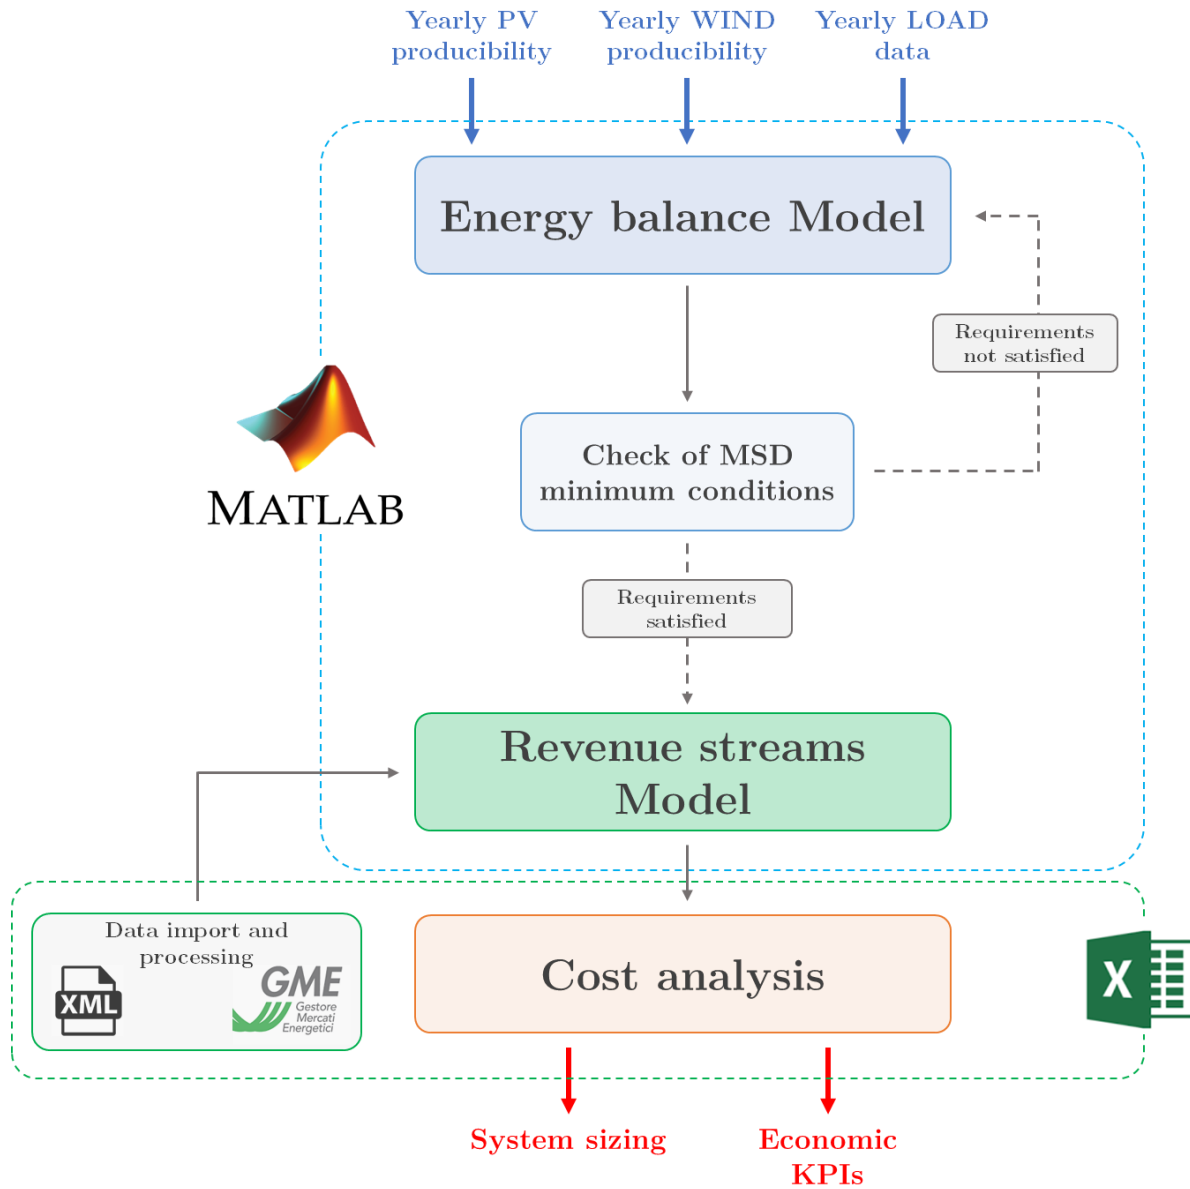 Yearly PV
producibility
Yearly WIND
producibility
Yearly LOAD
data
Energy balance Model
Requirements
not satisfied
MATLAB
Check of MSD
minimum conditions
Requirements
satisfied
Revenue streams
Model
Data import and
processing
XML
GME
Gestore
Mercati
Energetici
Cost analysis
X
System sizing
Economic
KPIs